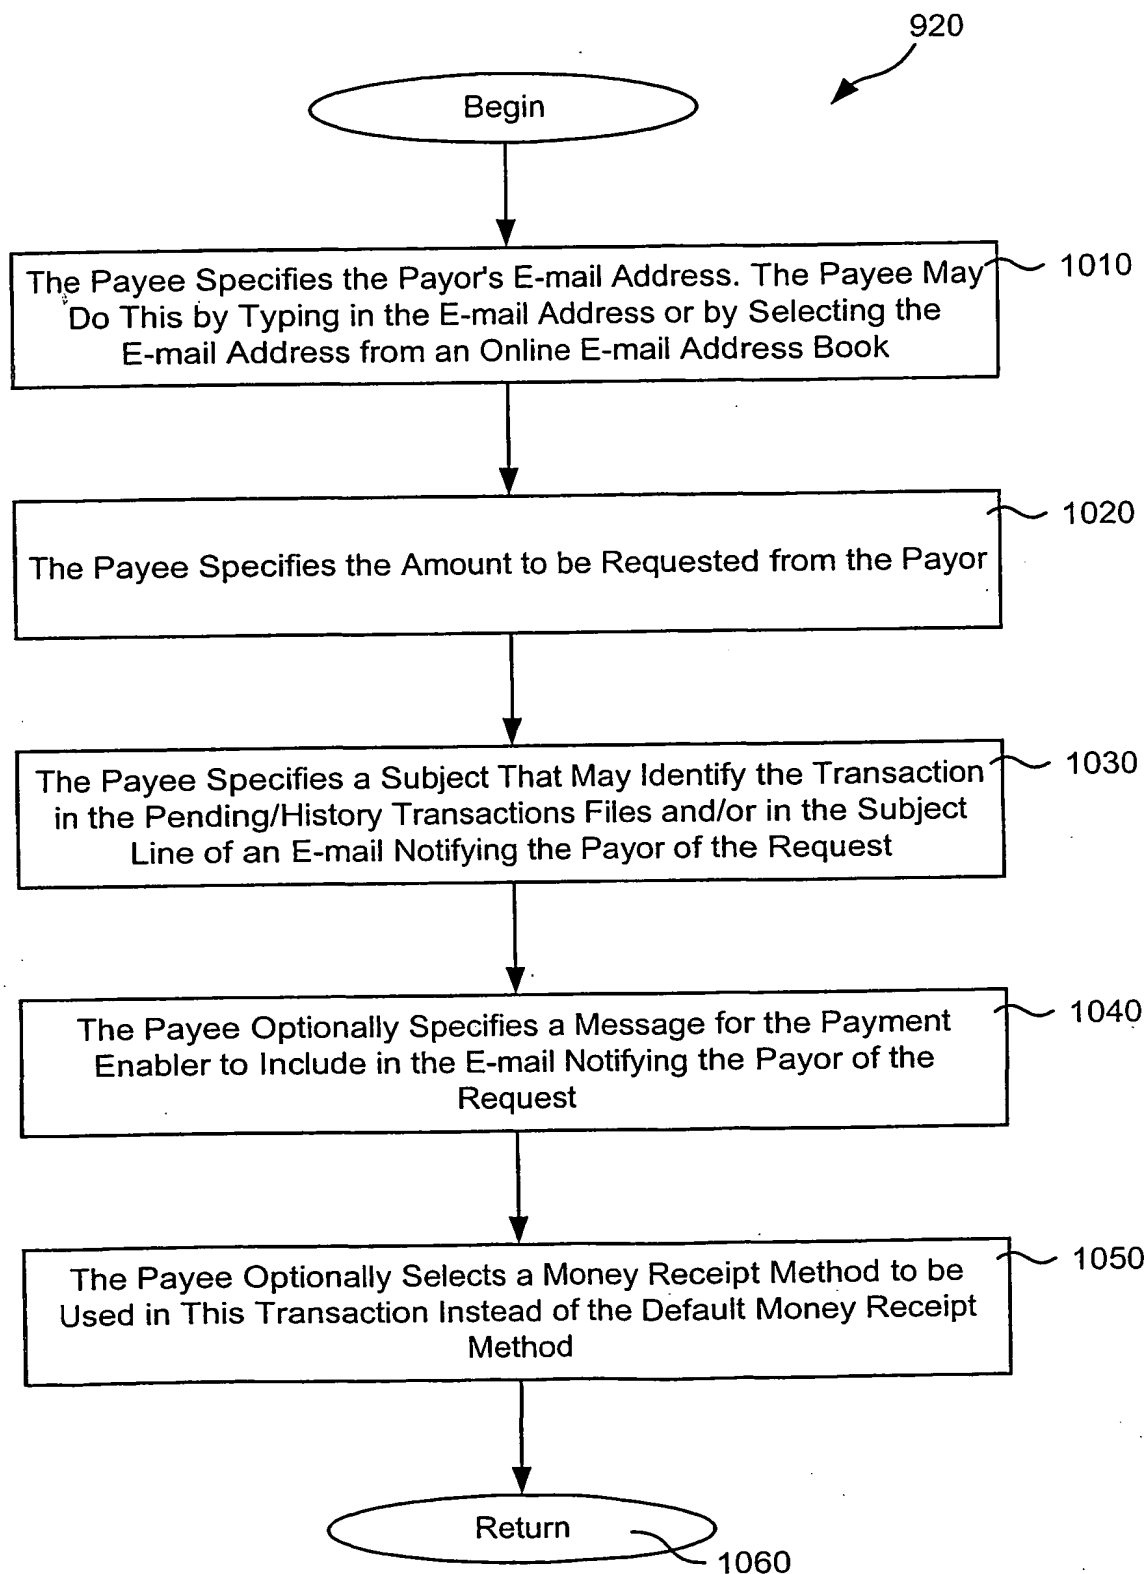 920
Begin
The Payee Specifies the Payor's E-mail Address. The Payee May
Do This by Typing in the E-mail Address or by Selecting the
E-mail Address from an Online E-mail Address Book
1010
The Payee Specifies the Amount to be Requested from the Payor
1020
The Payee Specifies a Subject That May Identify the Transaction
in the Pending/History Transactions Files and/or in the Subject
Line of an E-mail Notifying the Payor of the Request
1030
The Payee Optionally Specifies a Message for the Payment
Enabler to Include in the E-mail Notifying the Payor of the
Request
1040
The Payee Optionally Selects a Money Receipt Method to be
Used in This Transaction Instead of the Default Money Receipt
Method
1050
Return
1060